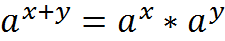 a^{x+y} = a^x * a^y